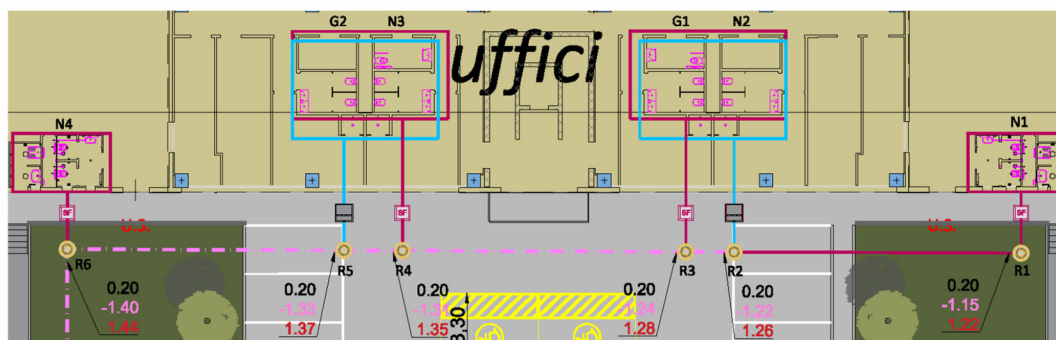 G2 N3 G1 N2
uffici
N4 N1
SF SF SF SF
U.S. U.S.
R6 R5 R4 R3 R2 R1
0.20 0.20 0.20 0.20 0.20 0.20
-1.40 -1.33 -1.22 -1.15
1.44 1.37 1.35 1.28 1.26 1.22
3,30